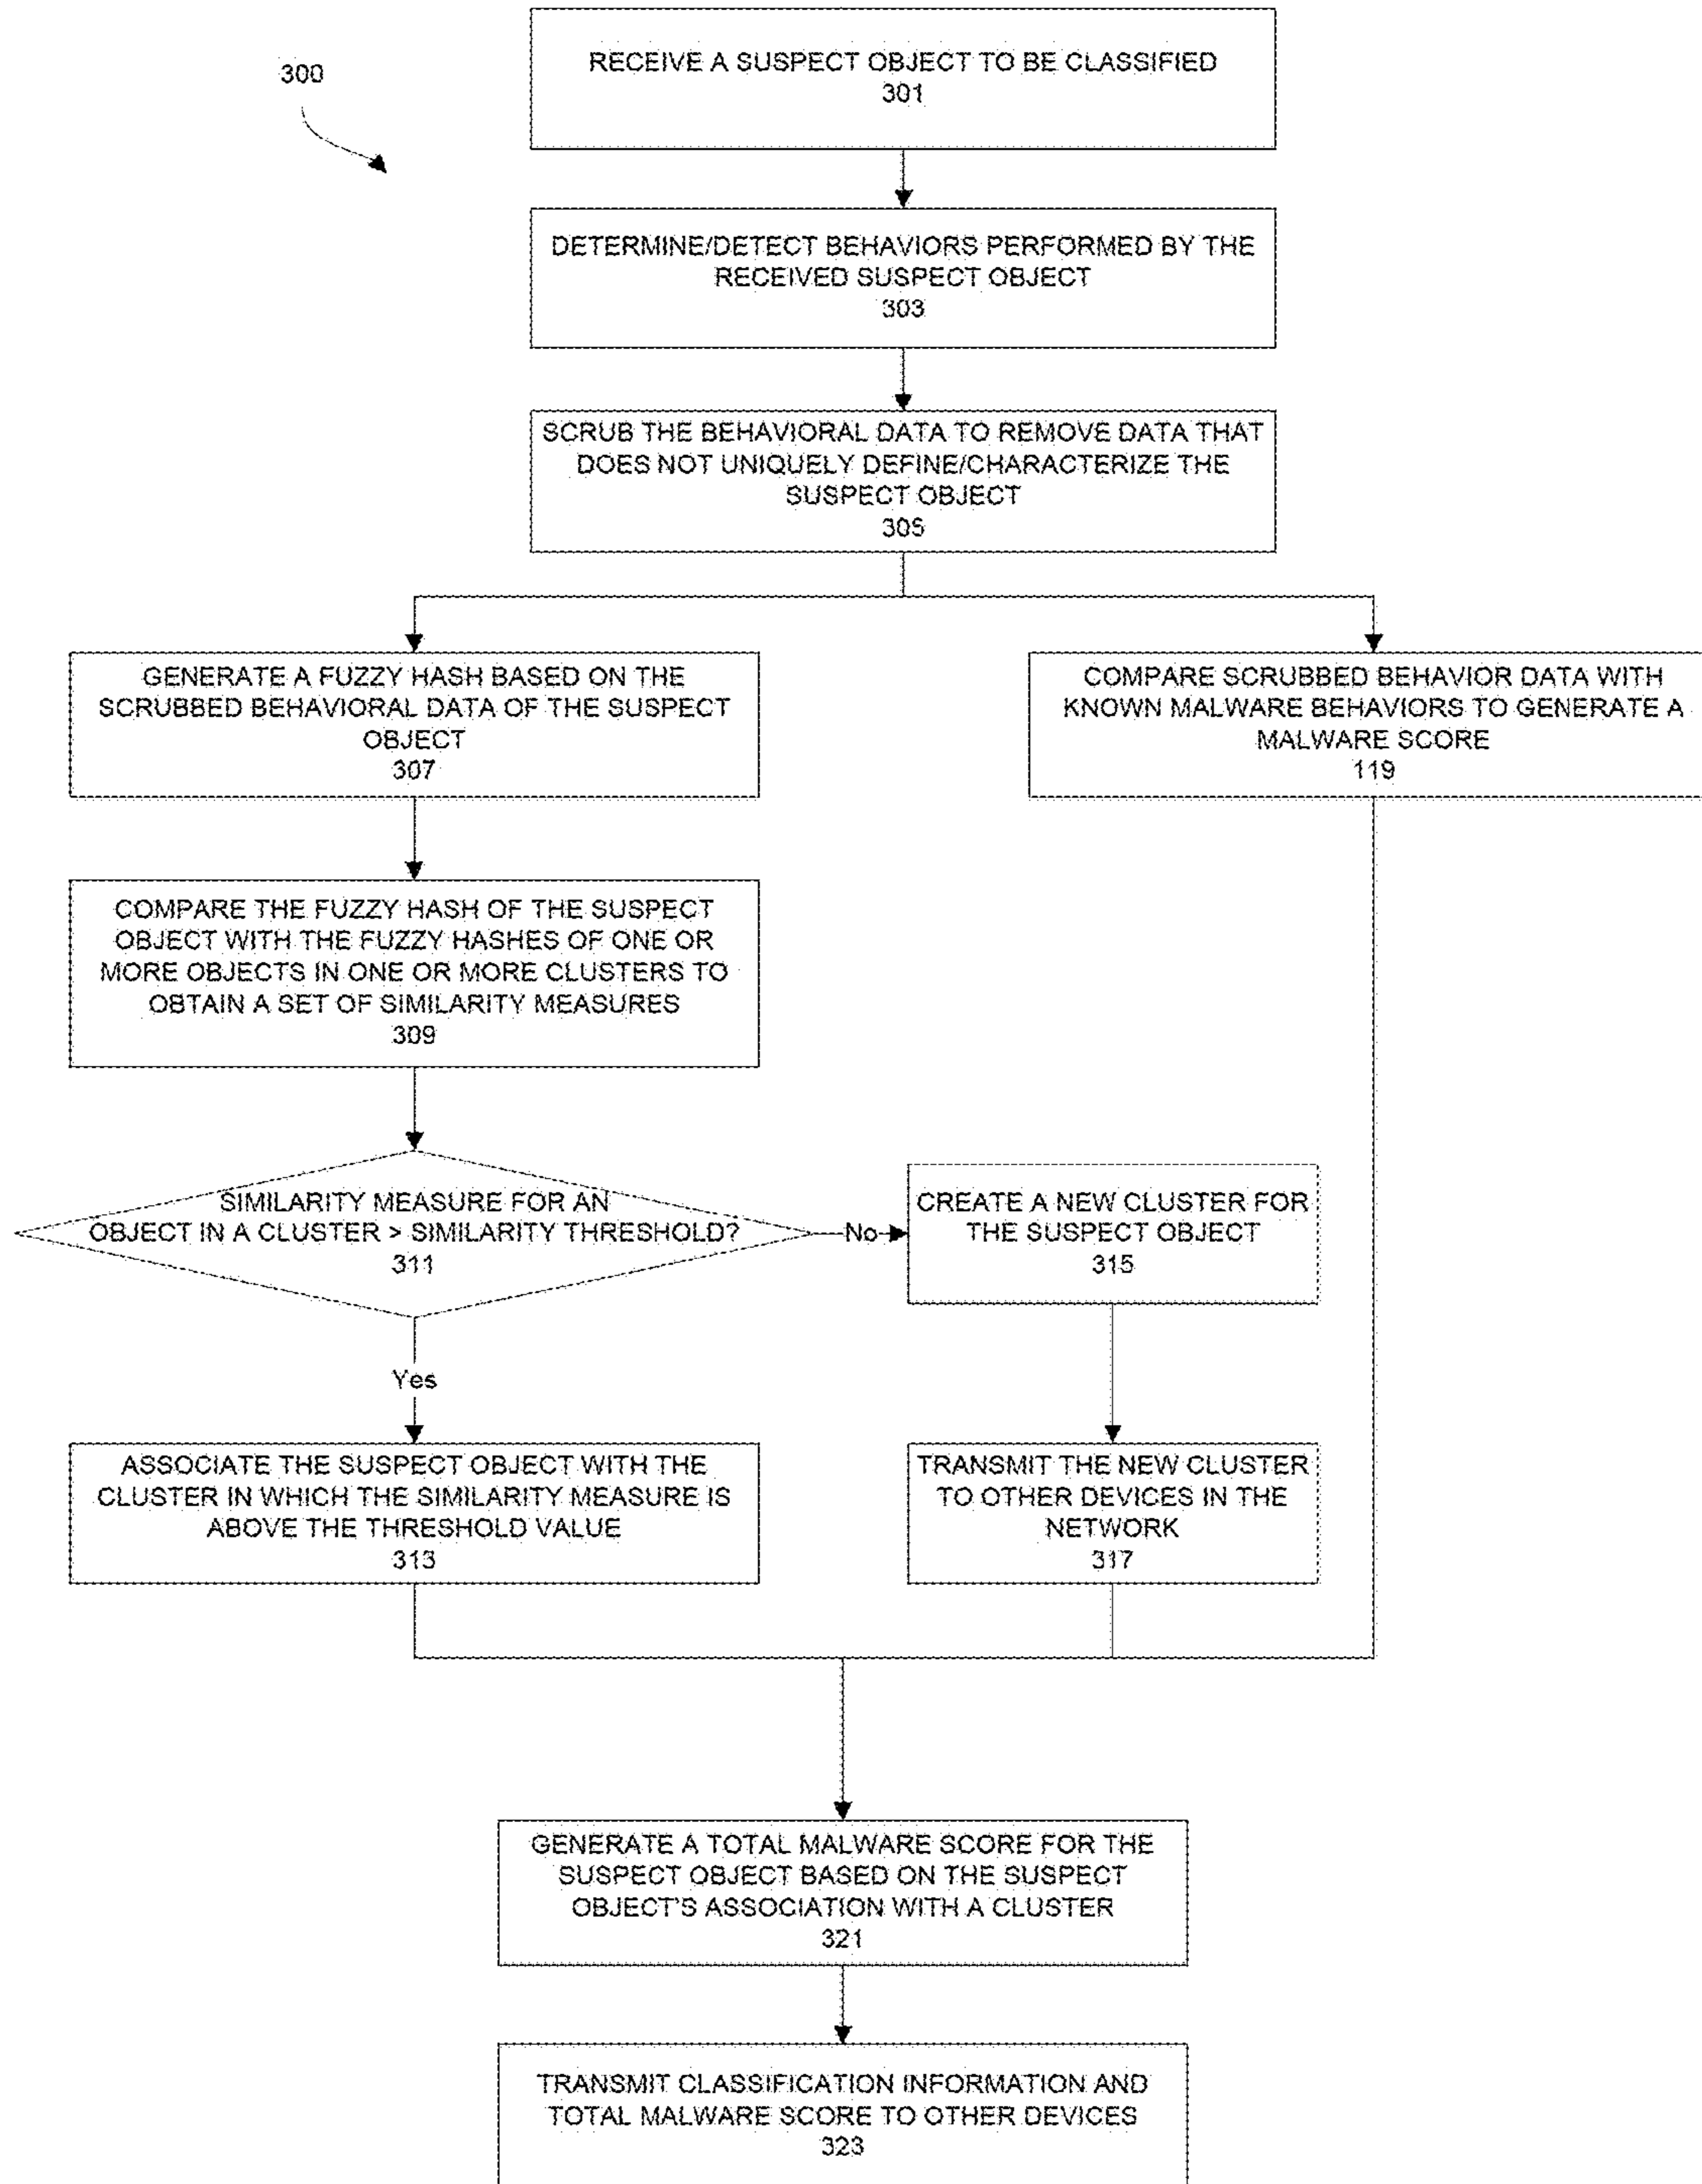 300
RECEIVE A SUSPECT OBJECT TO BE CLASSIFIED
301
DETERMINE/DETECT BEHAVIORS PERFORMED BY THE
RECEIVED SUSPECT OBJECT
303
SCRUB THE BEHAVIORAL DATA TO REMOVE DATA THAT
DOES NOT UNIQUELY DEFINE/CHARACTERIZE THE
SUSPECT OBJECT
305
GENERATE A FUZZY HASH BASED ON THE
SCRUBBED BEHAVIORAL DATA OF THE SUSPECT
OBJECT
307
COMPARE SCRUBBED BEHAVIOR DATA WITH
KNOWN MALWARE BEHAVIORS TO GENERATE A
MALWARE SCORE
119
COMPARE THE FUZZY HASH OF THE SUSPECT
OBJECT WITH THE FUZZY HASHES OF ONE OR
MORE OBJECTS IN ONE OR MORE CLUSTERS TO
OBTAIN A SET OF SIMILARITY MEASURES
309
SIMILARITY MEASURE FOR AN
OBJECT IN A CLUSTER > SIMILARITY THRESHOLD?
311
No
CREATE A NEW CLUSTER FOR
THE SUSPECT OBJECT
315
Yes
ASSOCIATE THE SUSPECT OBJECT WITH THE
CLUSTER IN WHICH THE SIMILARITY MEASURE IS
ABOVE THE THRESHOLD VALUE
313
TRANSMIT THE NEW CLUSTER
TO OTHER DEVICES IN THE
NETWORK
317
GENERATE A TOTAL MALWARE SCORE FOR THE
SUSPECT OBJECT BASED ON THE SUSPECT
OBJECT'S ASSOCIATION WITH A CLUSTER
321
TRANSMIT CLASSIFICATION INFORMATION AND
TOTAL MALWARE SCORE TO OTHER DEVICES
323